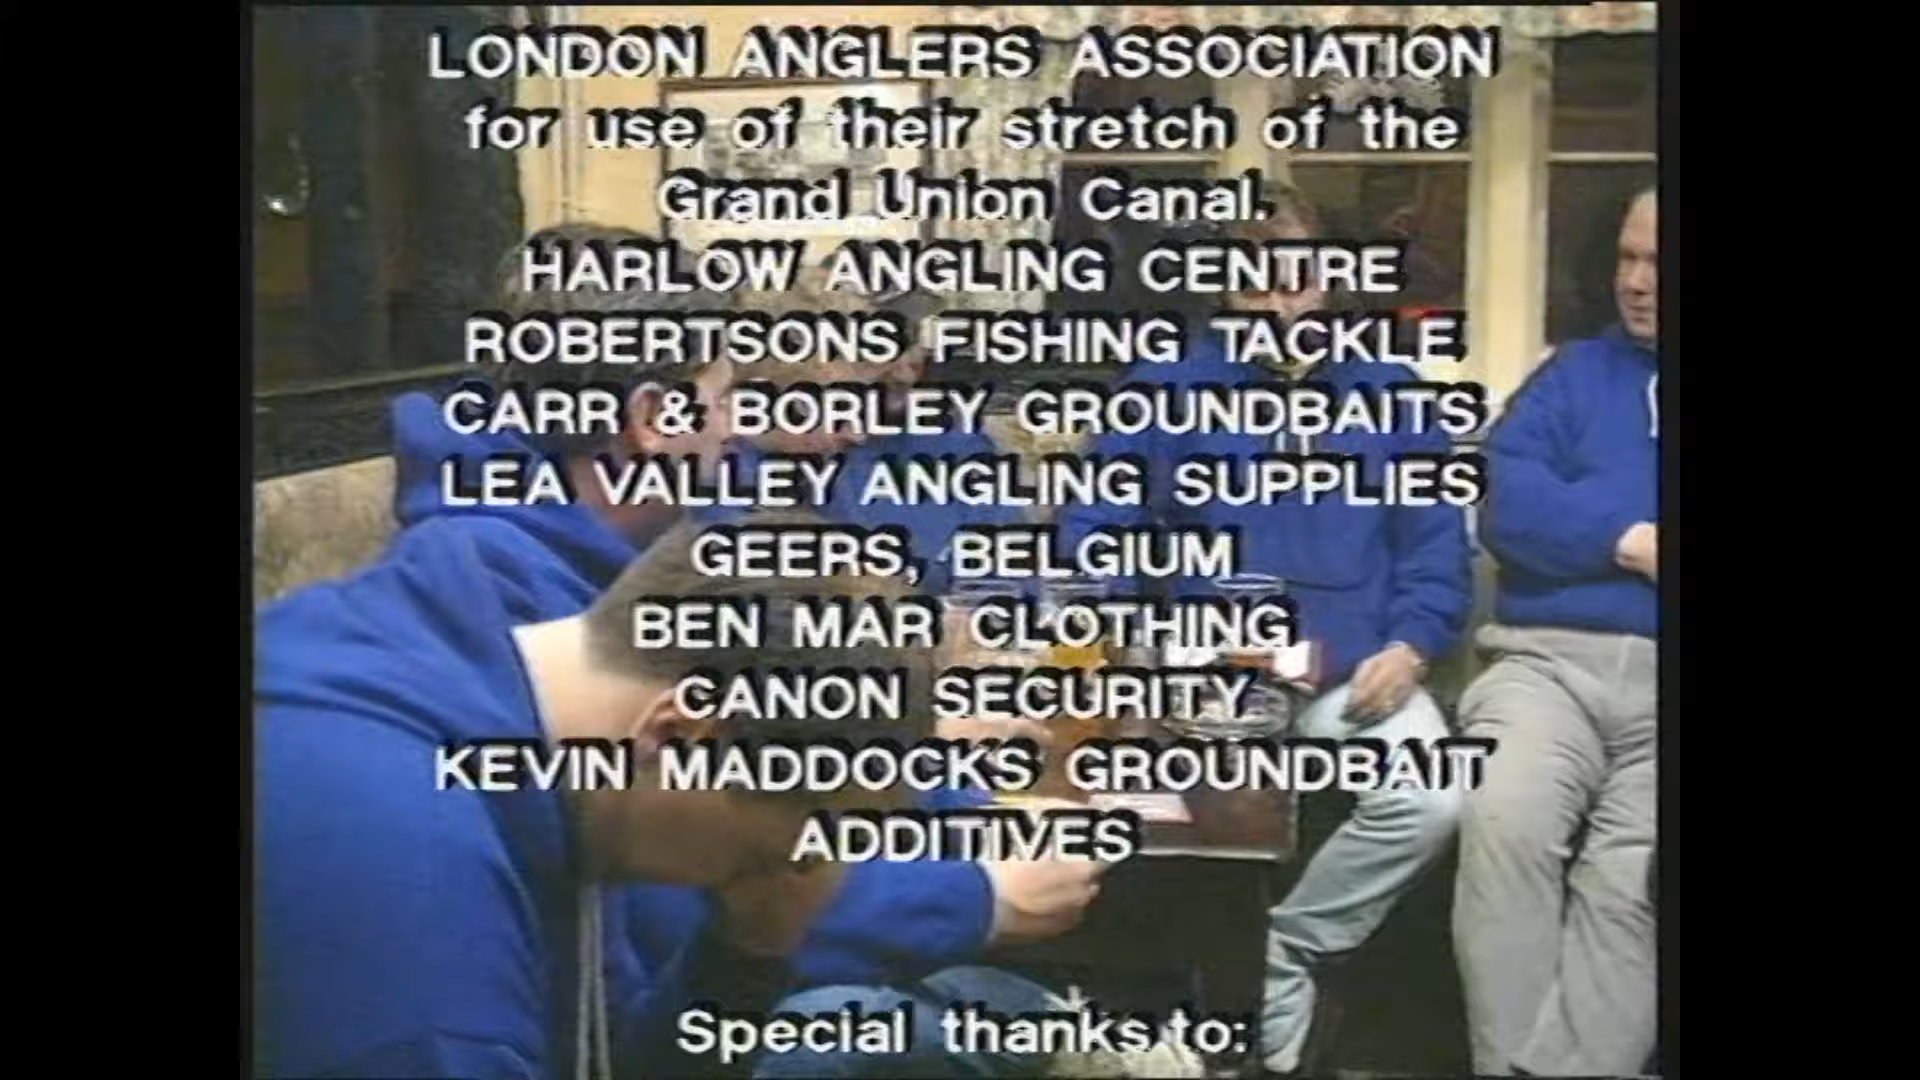 LONDON ANGLERS ASSOCIATION
for use of their stretch of the
Grand Union Canal.
HARLOW ANGLING CENTRE
ROBERTSONS FISHING TACKLE
CARR & BORLEY GROUNDBAITS
LEA VALLEY ANGLING SUPPLIES
GEERS, BELGIUM
BEN MAR CLOTHING
CANON SECURITY
KEVIN MADDOCKS GROUNDBAIT
ADDITIVES
Special thanks to: